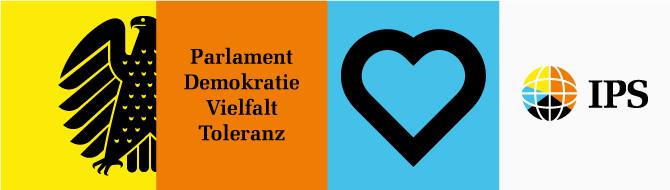 Parlament
Demokratie
Vielfalt
Toleranz
IPS